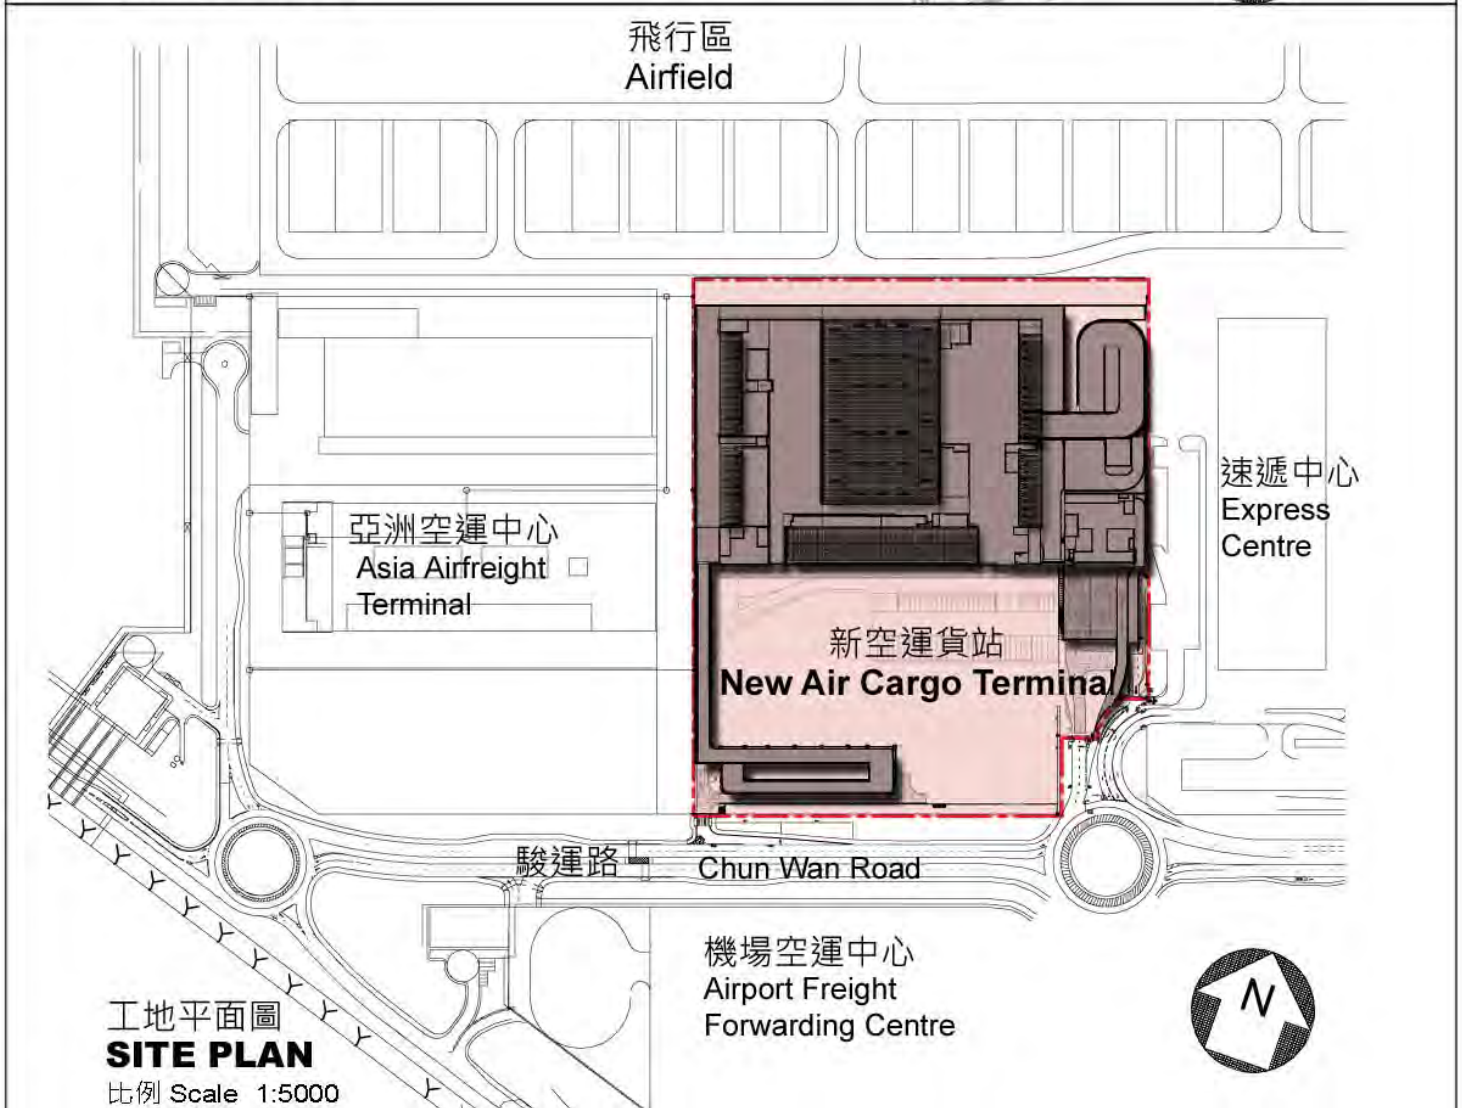 飛行區
Airfield
速遞中心
Express
Centre
亞洲空運中心
Asia Airfreight
Terminal
新空運貨站
New Air Cargo Terminal
駿運路
Chun Wan Road
機場空運中心
Airport Freight
Forwarding Centre
N
工地平面圖
SITE PLAN
比例 Scale 1:5000